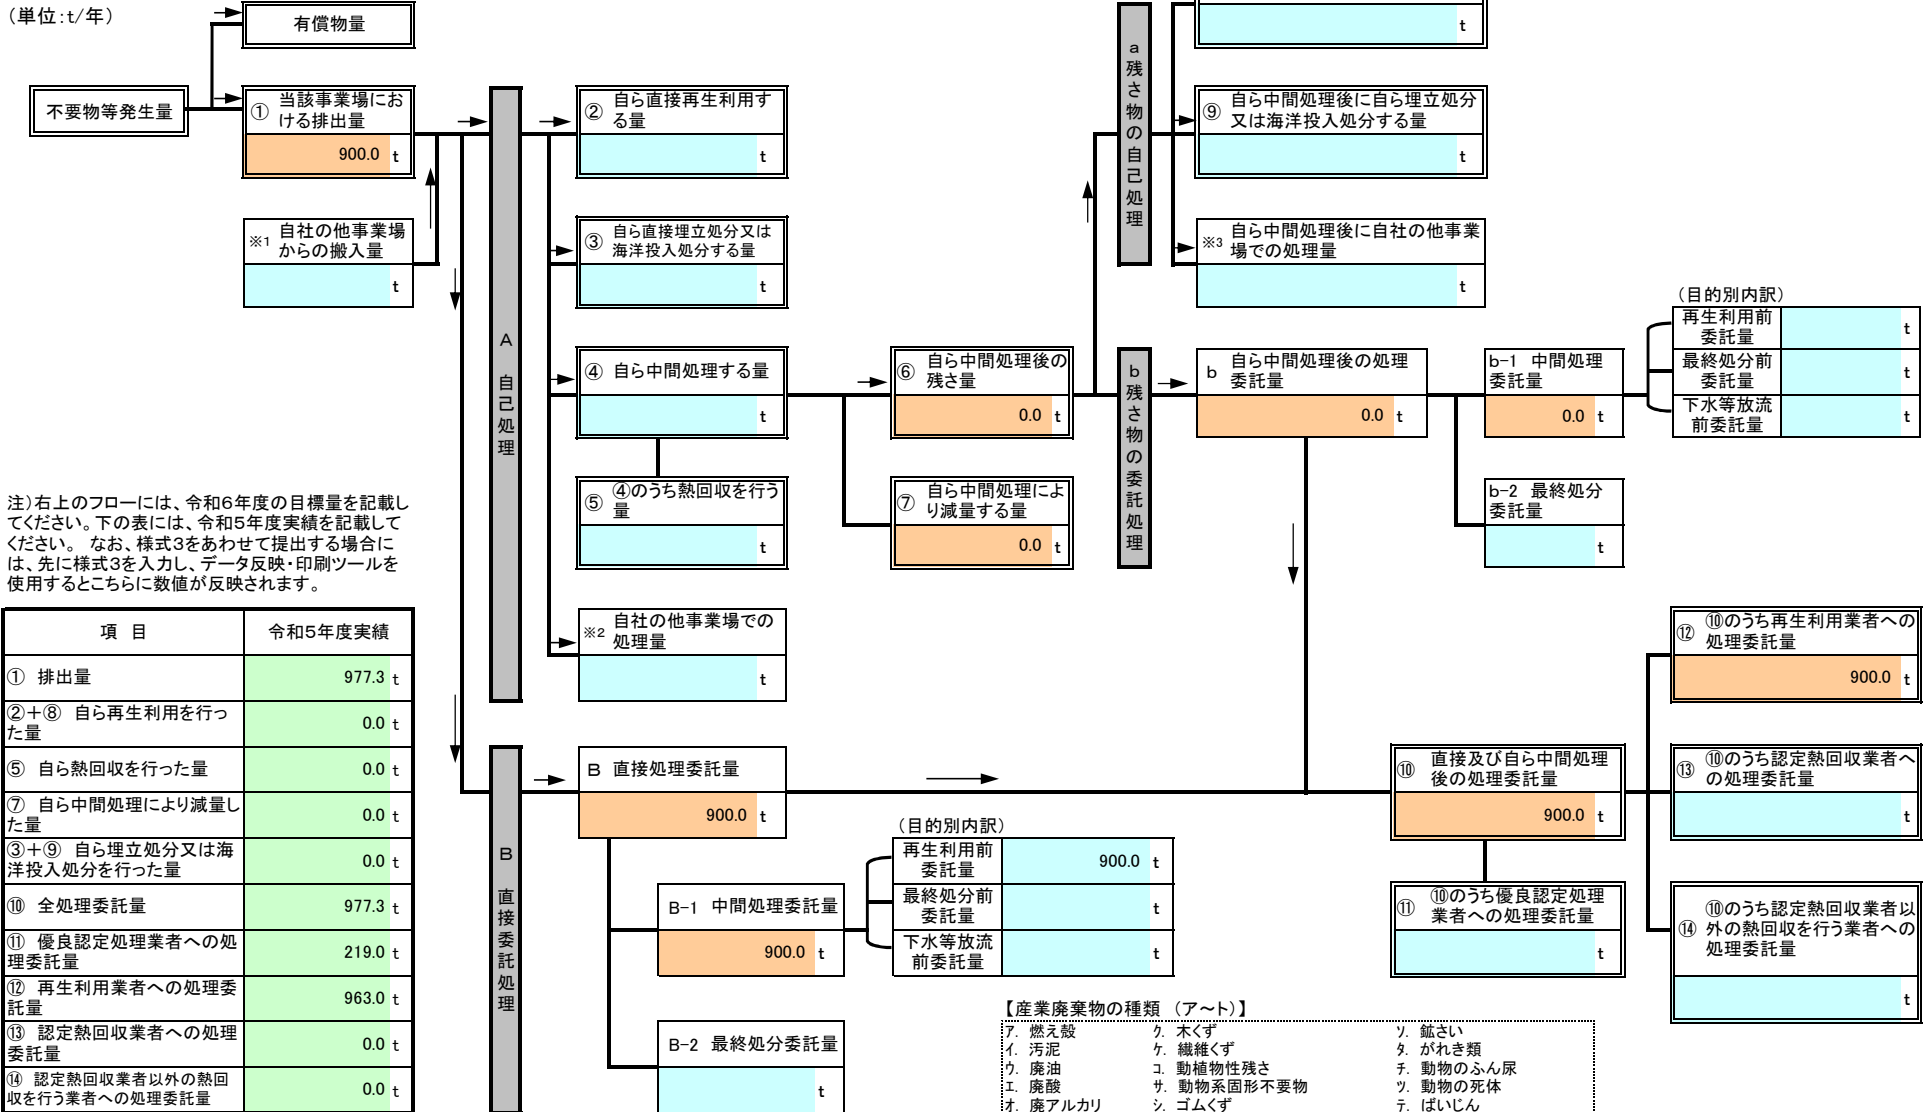 (単位:t/年)
有償物量
不要物等発生量
① 当該事業場にお
ける排出量
900.0 t
※1 自社の他事業場
からの搬入量
t
A
自己処理
② 自ら直接再生利用す
る量
t
③ 自ら直接埋立処分又は
海洋投入処分する量
t
④ 自ら中間処理する量
t
⑤ ④のうち熱回収を行う
量
t
※2 自社の他事業場での
処理量
t
⑥ 自ら中間処理後の
残さ量
0.0 t
⑦ 自ら中間処理によ
り減量する量
0.0 t
a残さ物の自己処理
t
⑨ 自ら中間処理後に自ら埋立処分
又は海洋投入処分する量
t
※3 自ら中間処理後に自社の他事業
場での処理量
t
b残さ物の委託処理
b 自ら中間処理後の処理
委託量
0.0 t
b-1 中間処理
委託量
0.0 t
b-2 最終処分
委託量
t
(目的別内訳)
再生利用前
委託量
t
最終処分前
委託量
t
下水等放流
前委託量
t
注)右上のフローには、令和6年度の目標量を記載し
てください。下の表には、令和5年度実績を記載して
ください。 なお、様式3をあわせて提出する場合に
は、先に様式3を入力し、データ反映・印刷ツールを
使用するとこちらに数値が反映されます。
項 目 令和5年度実績
① 排出量 977.3 t
②+⑧ 自ら再生利用を行っ
た量
0.0 t
⑤ 自ら熱回収を行った量 0.0 t
⑦ 自ら中間処理により減量し
た量
0.0 t
③+⑨ 自ら埋立処分又は海
洋投入処分を行った量
0.0 t
⑩ 全処理委託量 977.3 t
⑪ 優良認定処理業者への処
理委託量
219.0 t
⑫ 再生利用業者への処理委
託量
963.0 t
⑬ 認定熱回収業者への処理
委託量
0.0 t
⑭ 認定熱回収業者以外の熱回
収を行う業者への処理委託量
0.0 t
B
直接委託処理
B 直接処理委託量
900.0 t
B-1 中間処理委託量
900.0 t
B-2 最終処分委託量
t
(目的別内訳)
再生利用前
委託量
900.0 t
最終処分前
委託量
t
下水等放流
前委託量
t
⑩ 直接及び自ら中間処理
後の処理委託量
900.0 t
⑪ ⑩のうち優良認定処理
業者への処理委託量
t
⑫ ⑩のうち再生利用業者への
処理委託量
900.0 t
⑬ ⑩のうち認定熱回収業者へ
の処理委託量
t
⑭ ⑩のうち認定熱回収業者以
外の熱回収を行う業者への
処理委託量
t
【産業廃棄物の種類 (ア~ト)】
ア. 燃え殻 ク. 木くず ソ. 鉱さい
イ. 汚泥 ケ. 繊維くず タ. がれき類
ウ. 廃油 コ. 動植物性残さ チ. 動物のふん尿
エ. 廃酸 サ. 動物系固形不要物 ツ. 動物の死体
オ. 廃アルカリ シ. ゴムくず テ. ばいじん